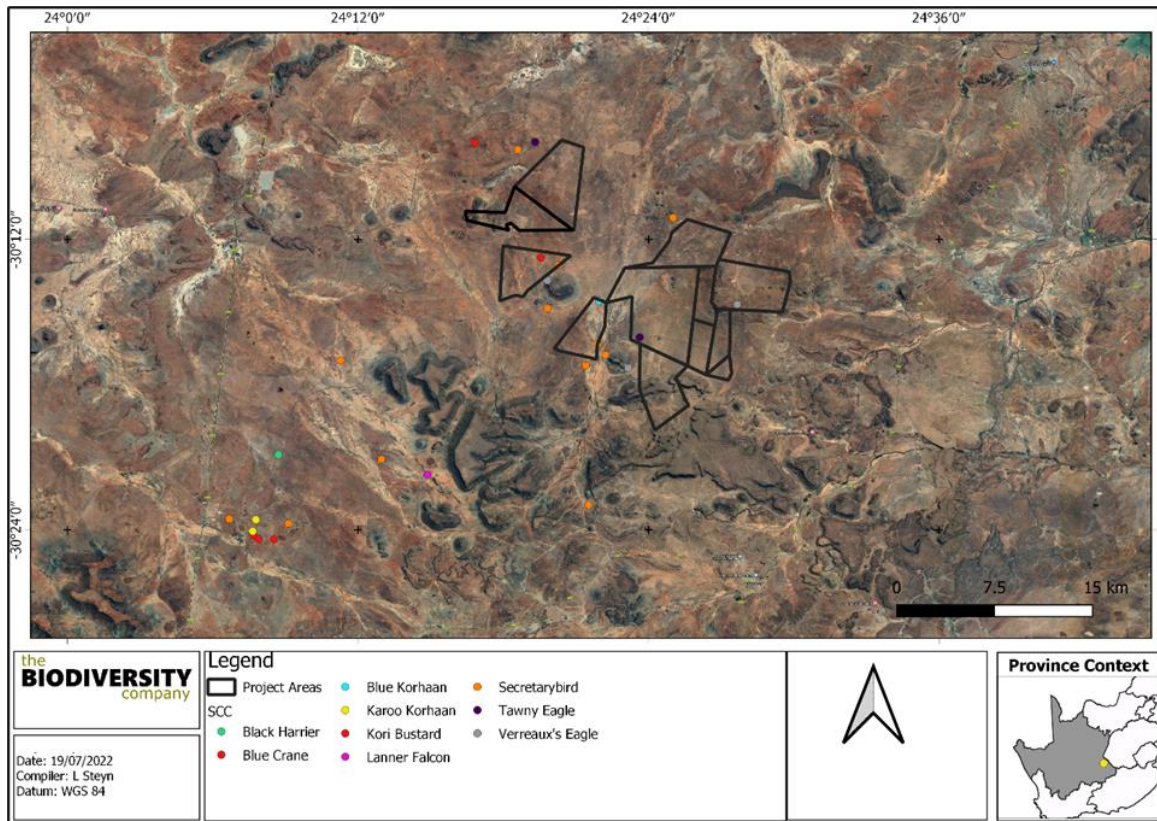 24°0′0″ 24°12′0″ 24°24′0″ 24°36′0″
-30°12′0″
-30°24′0″
0 7.5 15 km
the
BIODIVERSITY
company
Date: 19/07/2022
Compiler: L Steyn
Datum: WGS 84
Legend
Project Areas
SCC
Black Harrier
Blue Crane
Blue Korhaan
Karoo Korhaan
Kori Bustard
Lanner Falcon
Secretarybird
Tawny Eagle
Verreaux's Eagle
Province Context